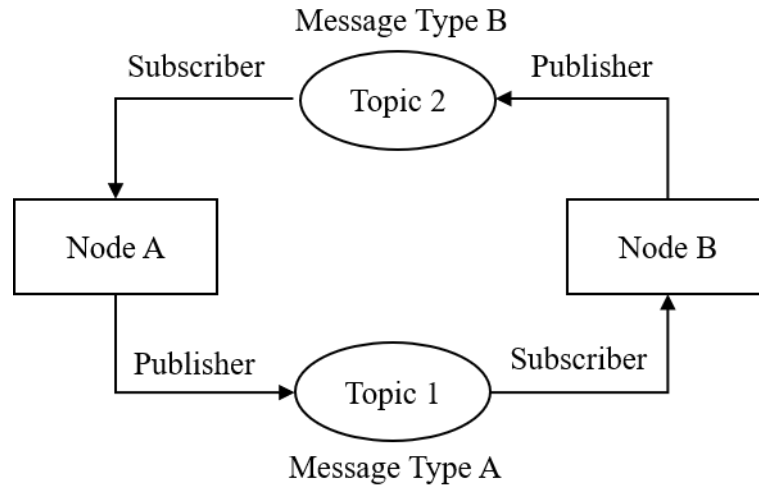 Message Type B
Subscriber
Publisher
Topic 2
Node A
Node B
Publisher
Subscriber
Topic 1
Message Type A